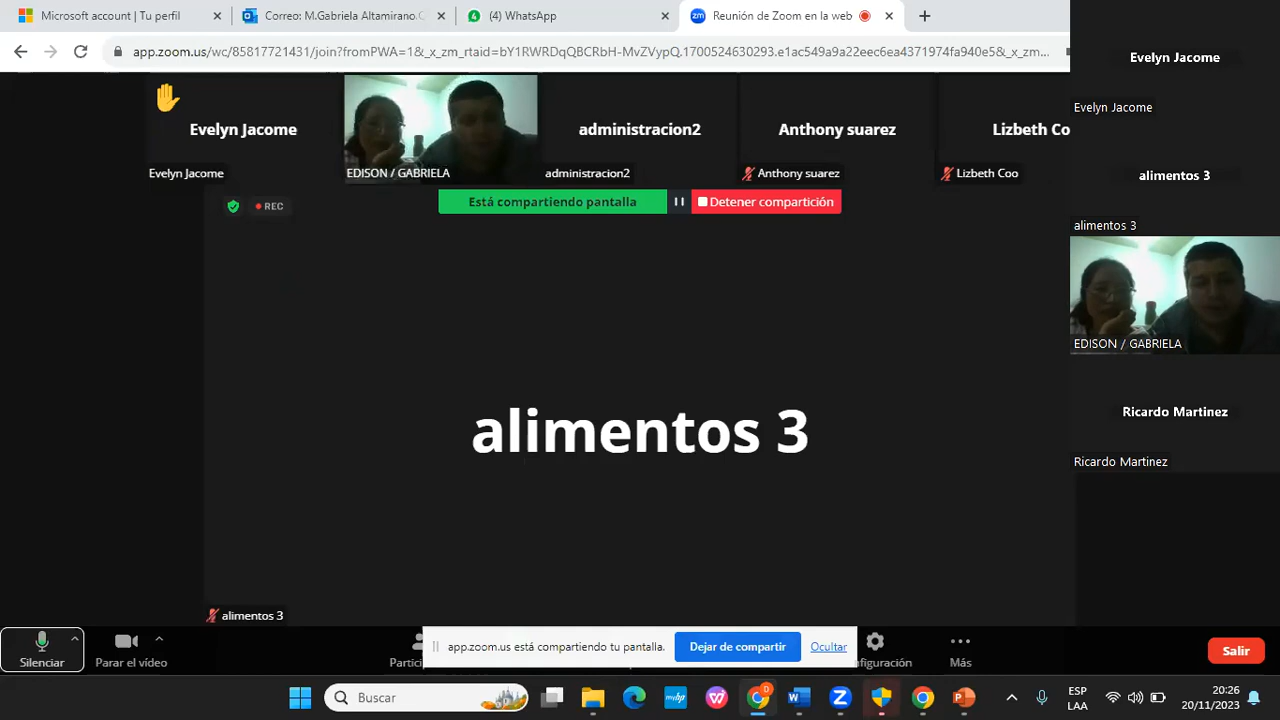 Microsoft account | Tu perfil
Correo: M.Gabriela Altamirano.C
(4) WhatsApp
Reunión de Zoom en la web
app.zoom.us/wc/85817721431/join?fromPWA=1&_x_zm_rtaid=bY1RWRDqQBCRbH-MvZVypQ.1700524630293.e1ac549a9a22eec6ea4371974fa940e5&_x_zm...
Evelyn Jacome
Evelyn Jacome
EDISON / GABRIELA
administracion2
administracion2
Anthony suarez
Anthony suarez
Lizbeth Co
Lizbeth Coo
REC
Está compartiendo pantalla
Detener compartición
alimentos 3
alimentos 3
Evelyn Jacome
Evelyn Jacome
alimentos 3
alimentos 3
EDISON / GABRIELA
Ricardo Martinez
Ricardo Martinez
Silenciar
Parar el vídeo
Particip
app.zoom.us está compartiendo tu pantalla.
Dejar de compartir
Ocultar
figuración
Más
Salir
Buscar
ESP
LAA
20:26
20/11/2023